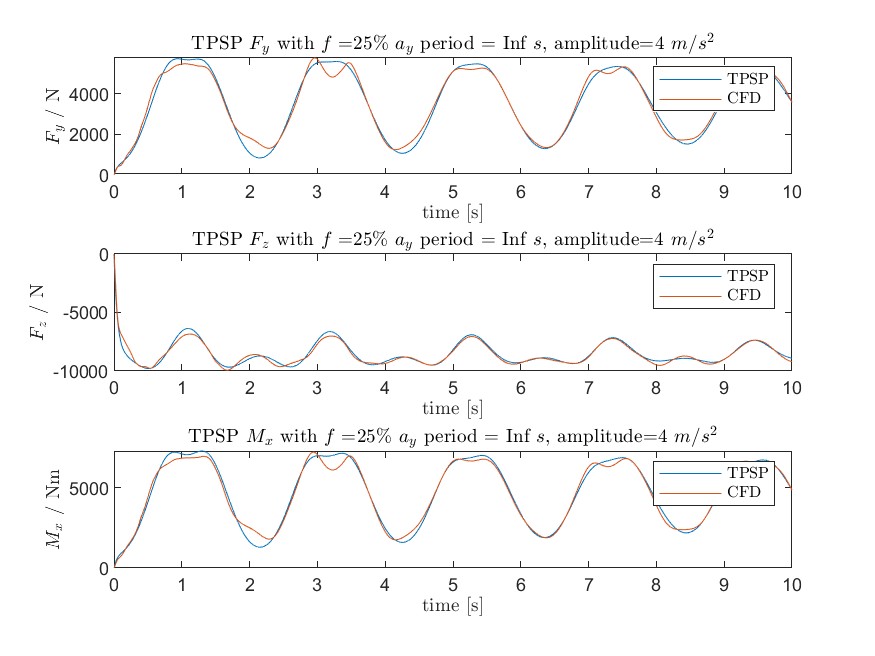 TPSP F_y with f =25% a_y period = Inf s, amplitude=4 m/s²
F_y / N
4000
2000
0
TPSP
CFD
0 1 2 3 4 5 6 7 8 9 10
time [s]
TPSP F_z with f =25% a_y period = Inf s, amplitude=4 m/s²
F_z / N
0
-5000
-10000
TPSP
CFD
0 1 2 3 4 5 6 7 8 9 10
time [s]
TPSP M_x with f =25% a_y period = Inf s, amplitude=4 m/s²
M_x / Nm
5000
0
TPSP
CFD
0 1 2 3 4 5 6 7 8 9 10
time [s]